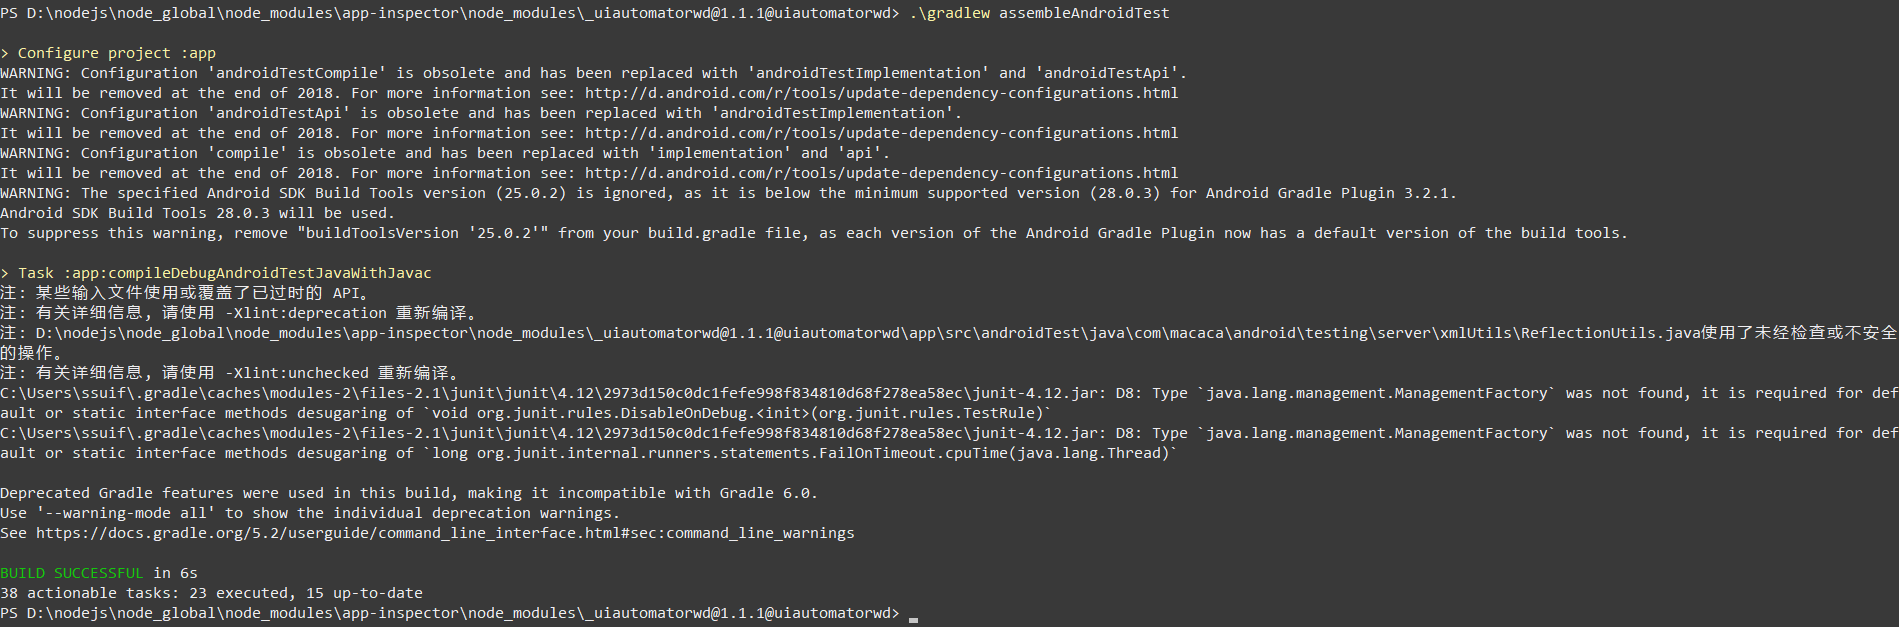 PS D:\nodejs\node_global\node_modules\app-inspector\node_modules\_uiautomatorwd@1.1.1@uiautomatorwd> .\gradlew assembleAndroidTest
> Configure project :app
WARNING: Configuration 'androidTestCompile' is obsolete and has been replaced with 'androidTestImplementation' and 'androidTestApi'.
It will be removed at the end of 2018. For more information see: http://d.android.com/r/tools/update-dependency-configurations.html
WARNING: Configuration 'androidTestApi' is obsolete and has been replaced with 'androidTestImplementation'.
It will be removed at the end of 2018. For more information see: http://d.android.com/r/tools/update-dependency-configurations.html
WARNING: Configuration 'compile' is obsolete and has been replaced with 'implementation' and 'api'.
It will be removed at the end of 2018. For more information see: http://d.android.com/r/tools/update-dependency-configurations.html
WARNING: The specified Android SDK Build Tools version (25.0.2) is ignored, as it is below the minimum supported version (28.0.3) for Android Gradle Plugin 3.2.1.
Android SDK Build Tools 28.0.3 will be used.
To suppress this warning, remove "buildToolsVersion '25.0.2'" from your build.gradle file, as each version of the Android Gradle Plugin now has a default version of the build tools.
> Task :app:compileDebugAndroidTestJavaWithJavac
注: 某些输入文件使用或覆盖了已过时的 API。
注: 有关详细信息, 请使用 -Xlint:deprecation 重新编译。
注: D:\nodejs\node_global\node_modules\app-inspector\node_modules\_uiautomatorwd@1.1.1@uiautomatorwd\app\src\androidTest\java\com\macaca\android\testing\server\xmlUtils\ReflectionUtils.java使用了未经检查或不安全
的操作。
注: 有关详细信息, 请使用 -Xlint:unchecked 重新编译。
C:\Users\ssuif\.gradle\caches\modules-2\files-2.1\junit\junit\4.12\2973d150c0dc1fefe998f834810d68f278ea58ec\junit-4.12.jar: D8: Type `java.lang.management.ManagementFactory` was not found, it is required for def
ault or static interface methods desugaring of `void org.junit.rules.DisableOnDebug.<init>(org.junit.rules.TestRule)`
C:\Users\ssuif\.gradle\caches\modules-2\files-2.1\junit\junit\4.12\2973d150c0dc1fefe998f834810d68f278ea58ec\junit-4.12.jar: D8: Type `java.lang.management.ManagementFactory` was not found, it is required for def
ault or static interface methods desugaring of `long org.junit.internal.runners.statements.FailOnTimeout.cpuTime(java.lang.Thread)`
Deprecated Gradle features were used in this build, making it incompatible with Gradle 6.0.
Use '--warning-mode all' to show the individual deprecation warnings.
See https://docs.gradle.org/5.2/userguide/command_line_interface.html#sec:command_line_warnings
BUILD SUCCESSFUL in 6s
38 actionable tasks: 23 executed, 15 up-to-date
PS D:\nodejs\node_global\node_modules\app-inspector\node_modules\_uiautomatorwd@1.1.1@uiautomatorwd>